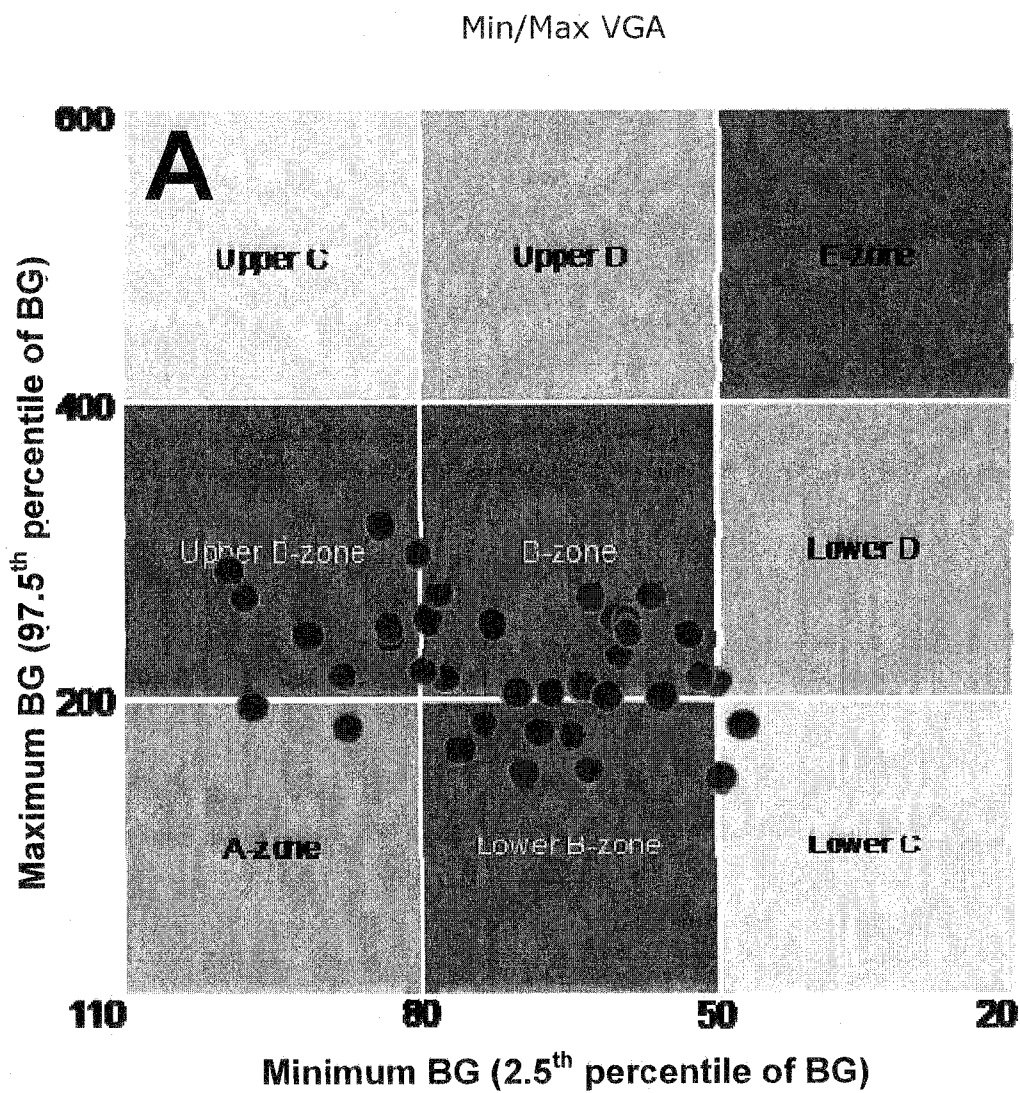 Min/Max VGA
600
A
Upper C
Upper D
E-zone
400
Upper B-zone
B-zone
Lower D
200
A-zone
Lower B-zone
Lower C
110
80
50
20
Maximum BG (97.5th percentile of BG)
Minimum BG (2.5th percentile of BG)